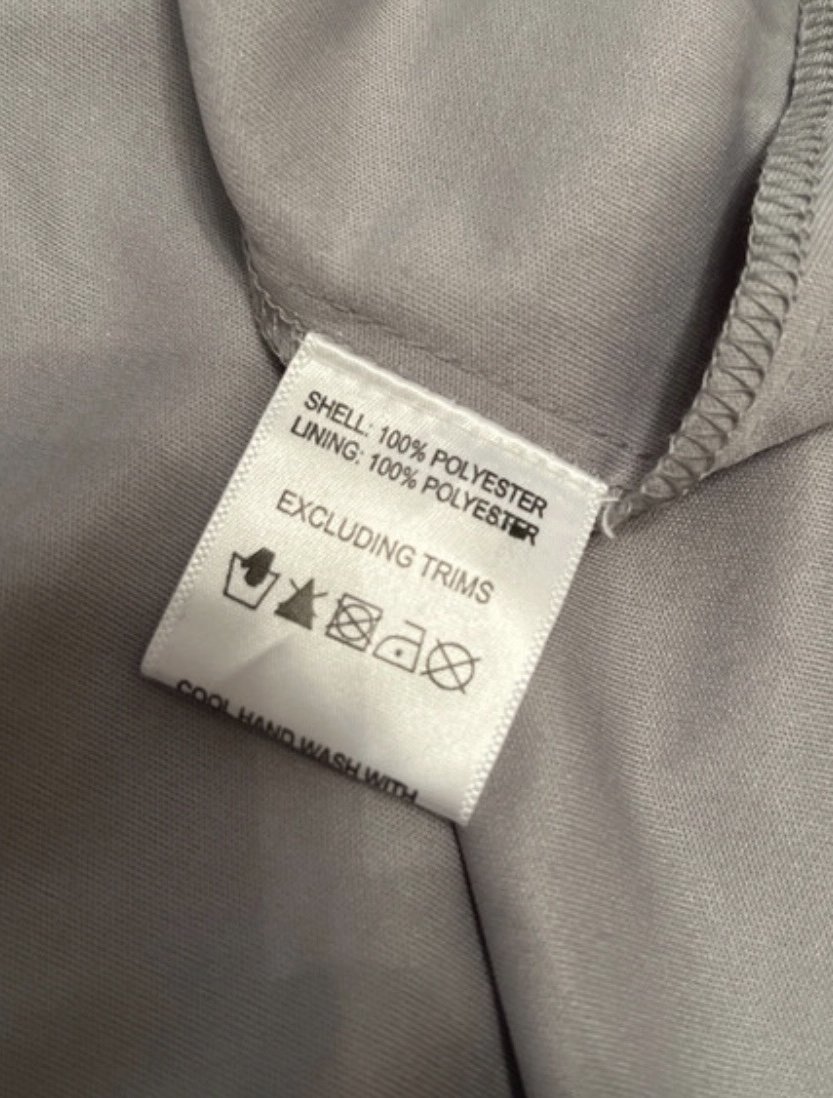 SHELL: 100% POLYESTER
LINING: 100% POLYESTER
EXCLUDING TRIMS
COOL HAND WASH WITH